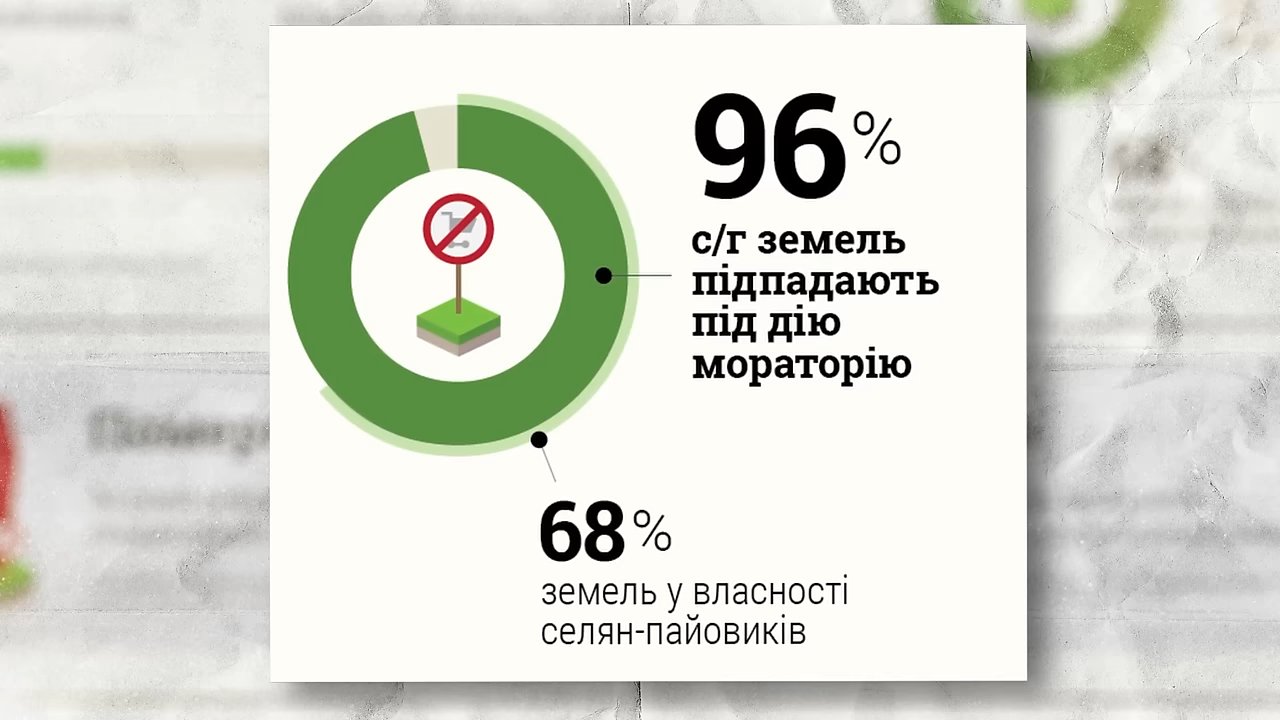 96%
с/г земель
підпадають
під дію
мораторію
68%
земель у власності
селян-пайовиків